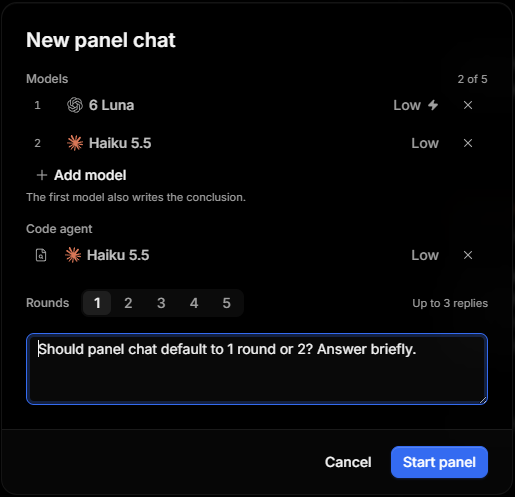 New panel chat
Models 2 of 5
1 6 Luna Low
2 Haiku 5.5 Low
+ Add model
The first model also writes the conclusion.
Code agent
Haiku 5.5 Low
Rounds 1 2 3 4 5 Up to 3 replies
Should panel chat default to 1 round or 2? Answer briefly.
Cancel Start panel